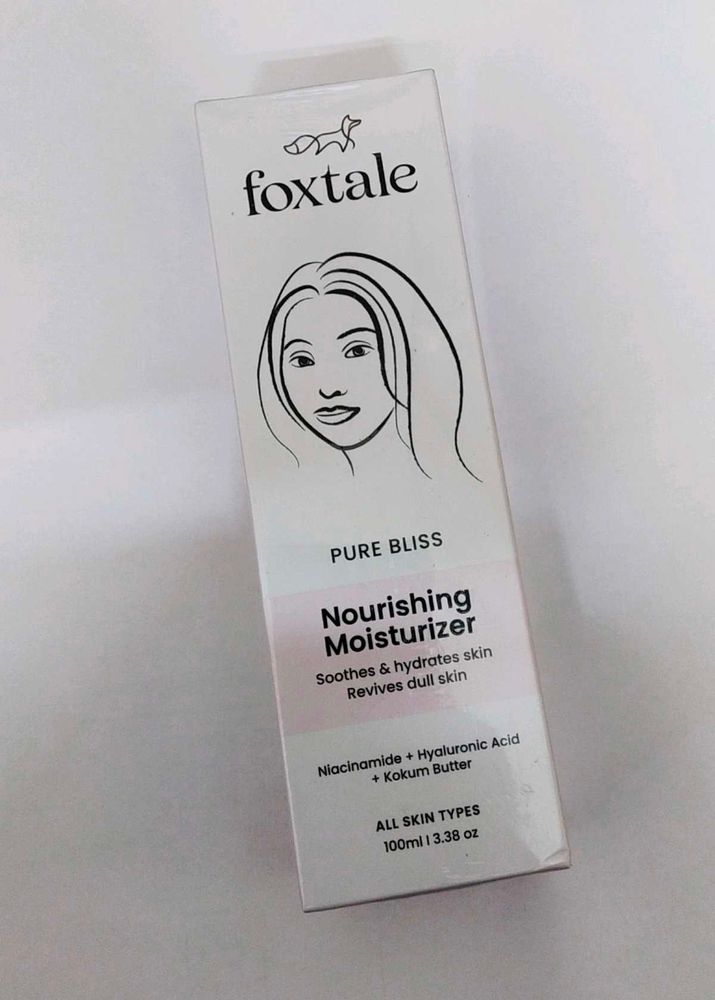 foxtale
PURE BLISS
Nourishing
Moisturizer
Soothes & hydrates skin
Revives dull skin
Niacinamide + Hyaluronic Acid
+ Kokum Butter
ALL SKIN TYPES
100ml | 3.38 oz